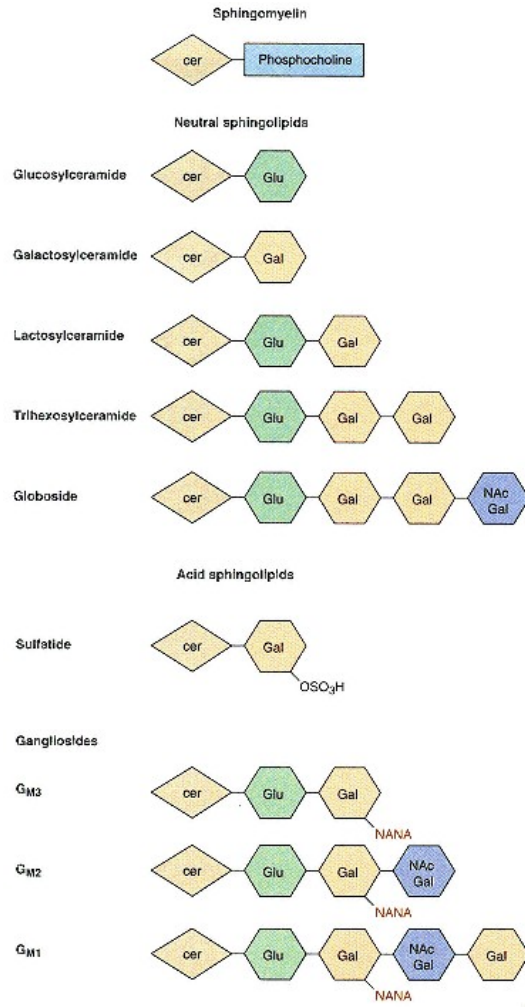 Sphingomyelin
cer Phosphocholine
Neutral sphingolipids
Glucosylceramide cer Glu
Galactosylceramide cer Gal
Lactosylceramide cer Glu Gal
Trihexosylceramide cer Glu Gal Gal
Globoside cer Glu Gal Gal NAc Gal
Acid sphingolipids
Sulfatide cer Gal
OSO₃H
Gangliosides
GM3 cer Glu Gal
NANA
GM2 cer Glu Gal NAc Gal
NANA
GM1 cer Glu Gal NAc Gal Gal
NANA